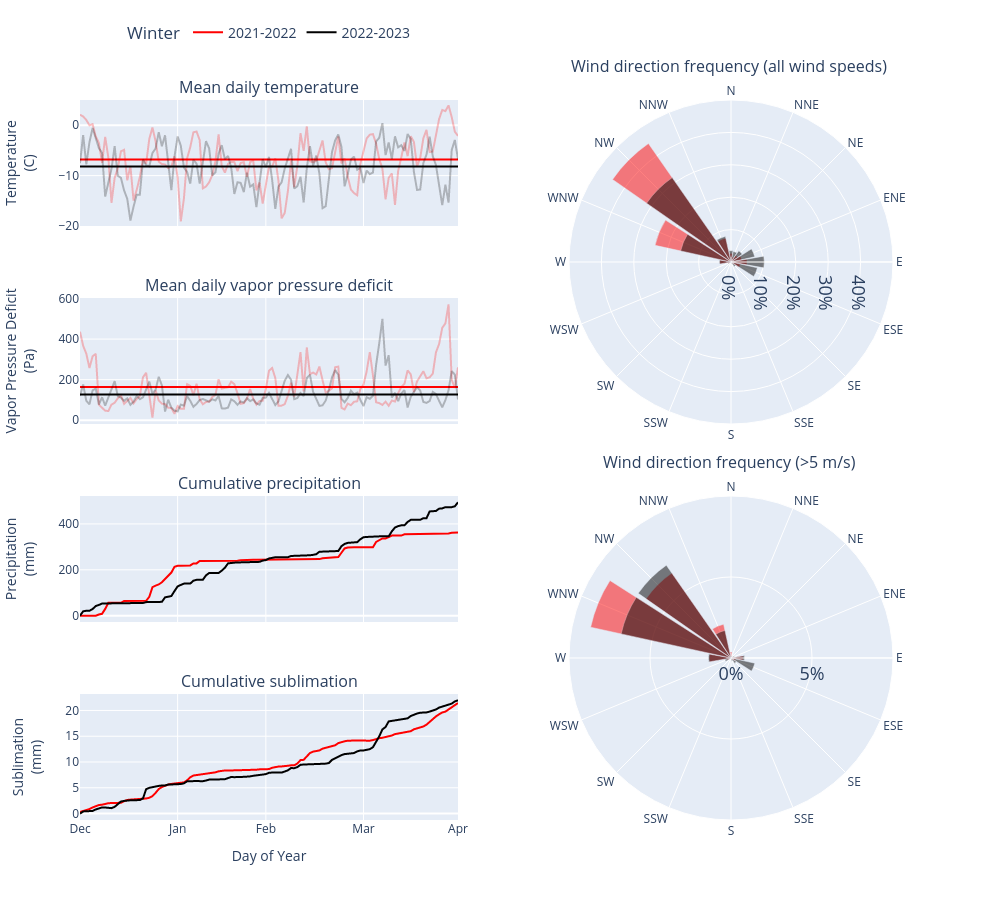 Winter 2021-2022 2022-2023
Mean daily temperature
Temperature
(C)
0
−10
−20
Mean daily vapor pressure deficit
Vapor Pressure Deficit
(Pa)
600
400
200
0
Cumulative precipitation
Precipitation
(mm)
400
200
0
Cumulative sublimation
Sublimation
(mm)
20
15
10
5
0
Dec Jan Feb Mar Apr
Day of Year
Wind direction frequency (all wind speeds)
N
NNE
NE
ENE
E
ESE
SE
SSE
S
SSW
SW
WSW
W
WNW
NW
NNW
0%
10%
20%
30%
40%
Wind direction frequency (>5 m/s)
N
NNE
NE
ENE
E
ESE
SE
SSE
S
SSW
SW
WSW
W
WNW
NW
NNW
0% 5%